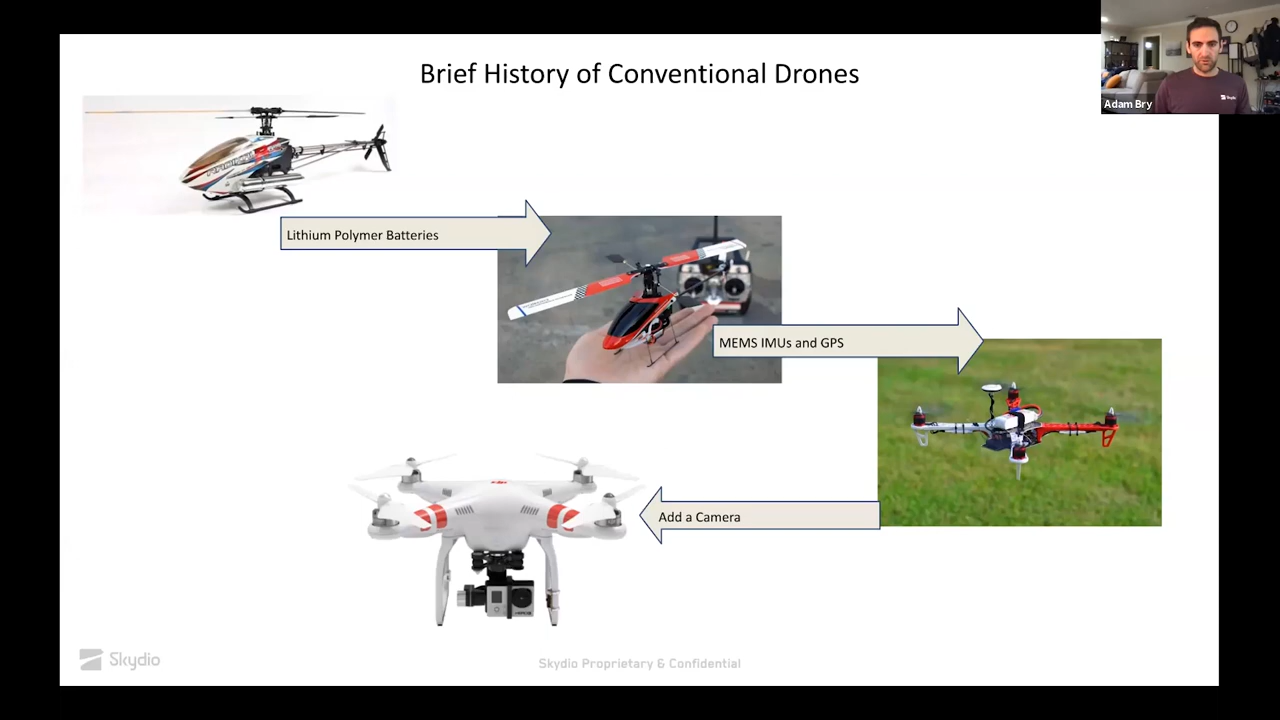 Brief History of Conventional Drones
Adam Bry
Skydio
Lithium Polymer Batteries
MEMS IMUs and GPS
Add a Camera
Skydio
Skydio Proprietary & Confidential